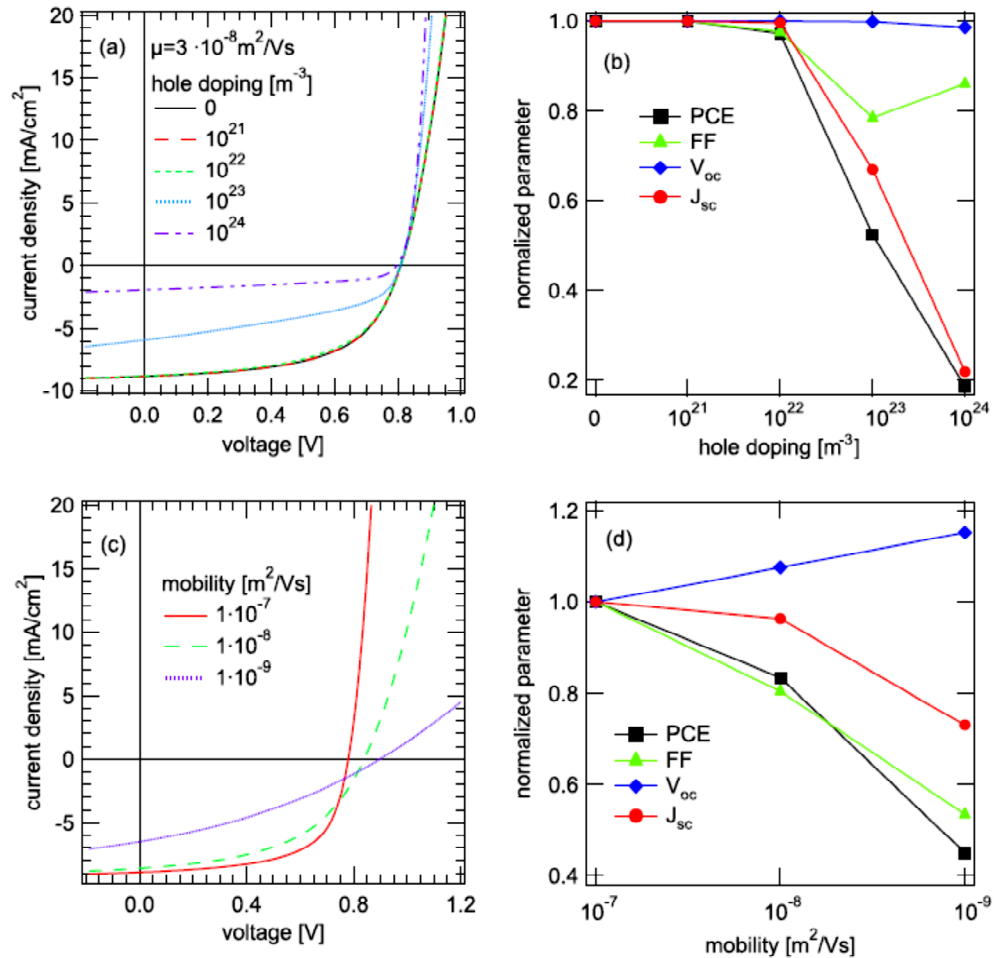 (a)
μ=3 ·10⁻⁸m²/Vs
hole doping [m⁻³]
0
10²¹
10²²
10²³
10²⁴
20
15
10
5
0
-5
-10
current density [mA/cm²]
0.0 0.2 0.4 0.6 0.8 1.0
voltage [V]
(b)
PCE
FF
V_oc
J_sc
1.0
0.8
0.6
0.4
0.2
normalized parameter
0 10²¹ 10²² 10²³ 10²⁴
hole doping [m⁻³]
(c)
mobility [m²/Vs]
1·10⁻⁷
1·10⁻⁸
1·10⁻⁹
20
15
10
5
0
-5
current density [mA/cm²]
0.0 0.4 0.8 1.2
voltage [V]
(d)
PCE
FF
V_oc
J_sc
1.2
1.0
0.8
0.6
0.4
normalized parameter
10⁻⁷ 10⁻⁸ 10⁻⁹
mobility [m²/Vs]